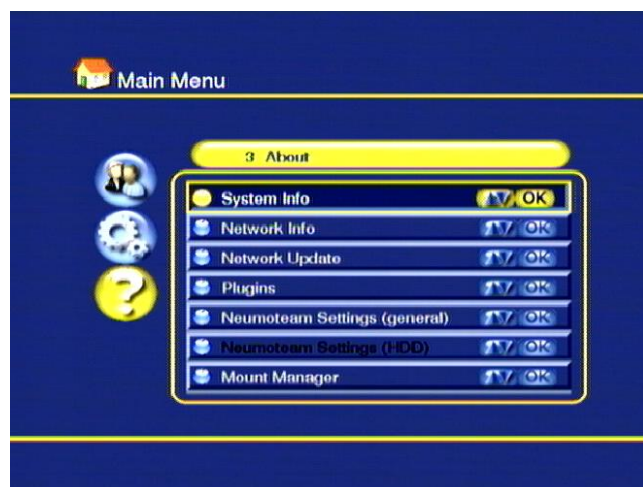 Main Menu
3 About
System Info OK
Network Info OK
Network Update OK
Plugins OK
Neumoteam Settings (general) OK
Neumoteam Settings (HDD) OK
Mount Manager OK